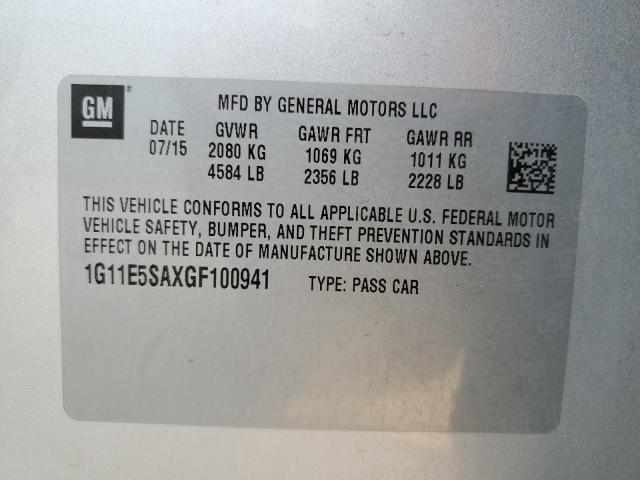 GM ®
MFD BY GENERAL MOTORS LLC
DATE GVWR GAWR FRT GAWR RR
07/15 2080 KG 1069 KG 1011 KG
4584 LB 2356 LB 2228 LB
THIS VEHICLE CONFORMS TO ALL APPLICABLE U.S. FEDERAL MOTOR
VEHICLE SAFETY, BUMPER, AND THEFT PREVENTION STANDARDS IN
EFFECT ON THE DATE OF MANUFACTURE SHOWN ABOVE.
1G11E5SAXGF100941 TYPE: PASS CAR